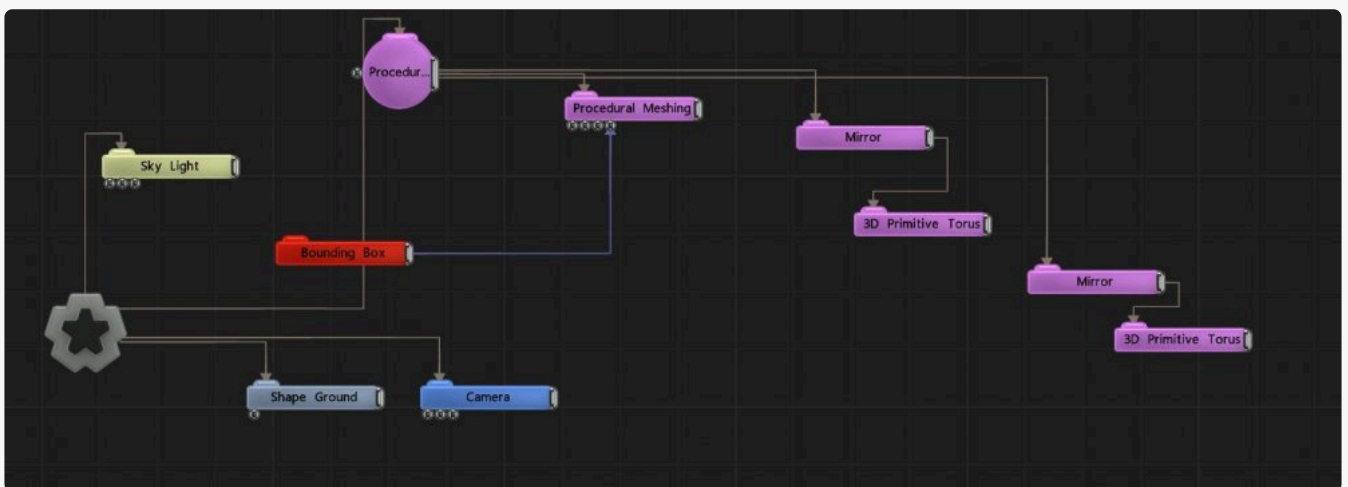 Procedur...
Procedural Meshing
Mirror
Sky Light
3D Primitive Torus
Bounding Box
Mirror
3D Primitive Torus
Shape Ground
Camera